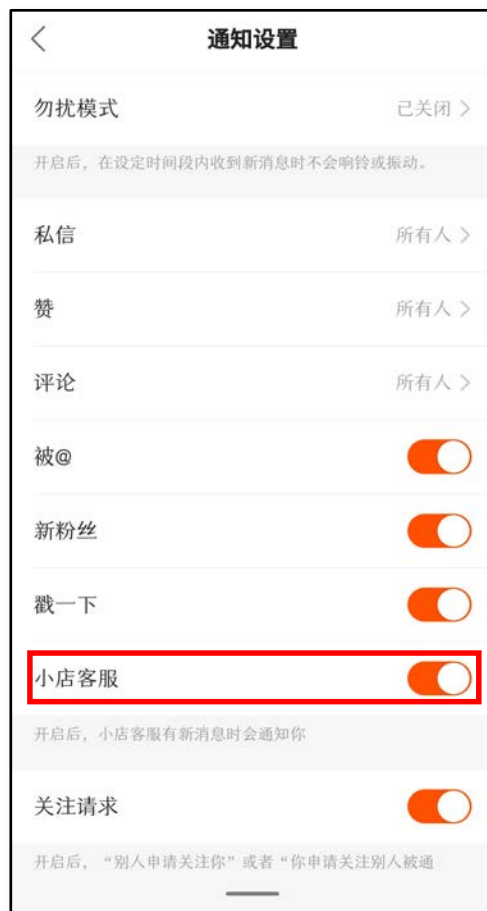 通知设置
勿扰模式 已关闭
开启后，在设定时间段内收到新消息时不会响铃或振动。
私信 所有人
赞 所有人
评论 所有人
被@
新粉丝
戳一下
小店客服
开启后，小店客服有新消息时会通知你
关注请求
开启后，“别人申请关注你”或者“你申请关注别人被通